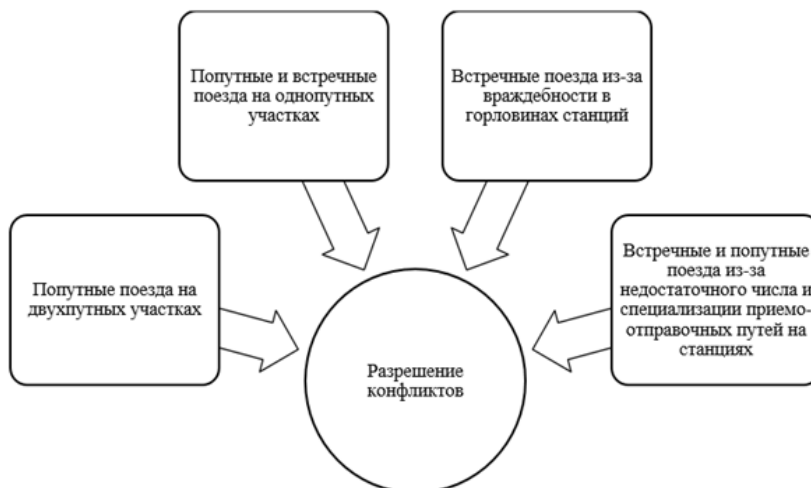 Попутные и встречные
поезда на однопутных
участках
Встречные поезда из-за
враждебности в
горловинах станций
Попутные поезда на
двухпутных участках
Встречные и попутные
поезда из-за
недостаточного числа и
специализации приемо-
отправочных путей на
станциях
Разрешение
конфликтов